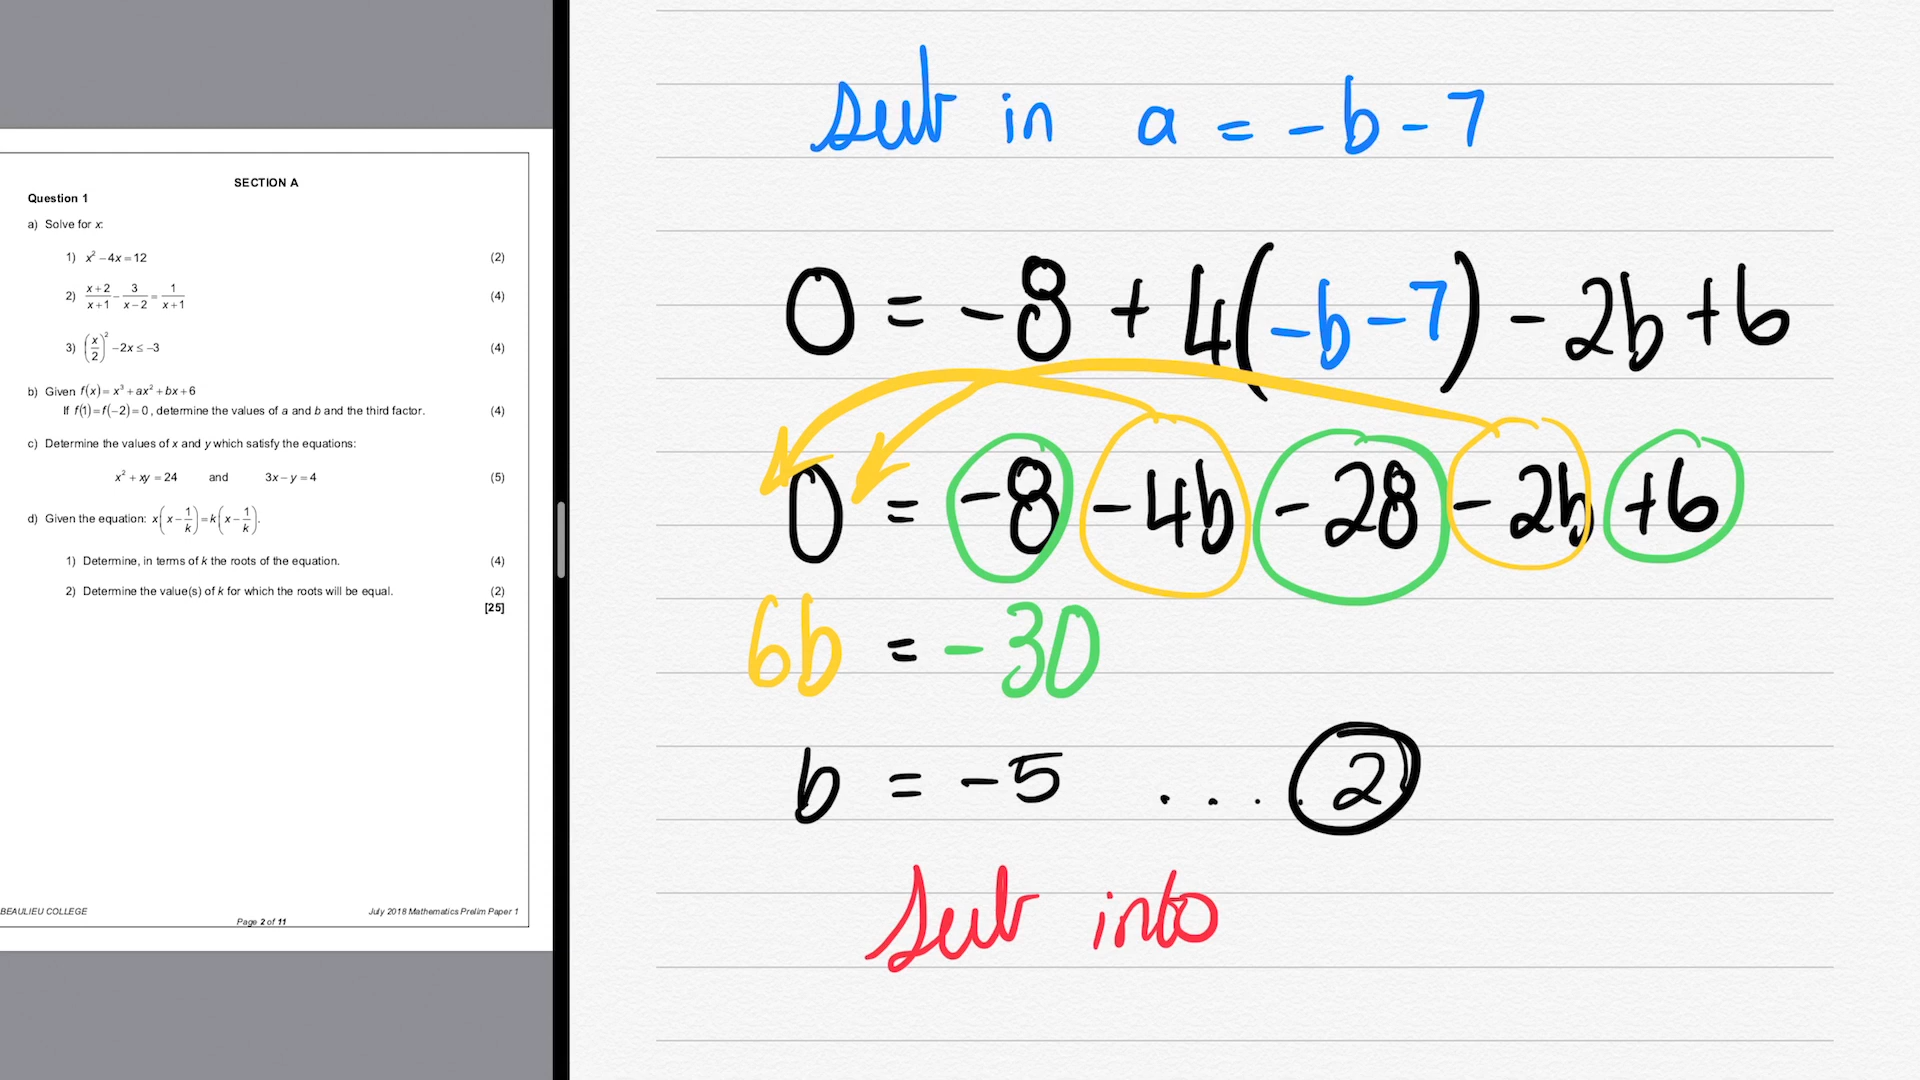 SECTION A
Question 1
a) Solve for x:
1) x² – 4x = 12 (2)
2) (x+2)/(x+1) – 3/(x–2) = 1/(x+1) (4)
3) (x/2)² – 2x ≤ –3 (4)
b) Given f(x) = x³ + ax² + bx + 6
If f(1) = f(–2) = 0, determine the values of a and b and the third factor. (4)
c) Determine the values of x and y which satisfy the equations:
x² + xy = 24 and 3x – y = 4 (5)
d) Given the equation: x(x – 1/k) = k(x – 1/k).
1) Determine, in terms of k the roots of the equation. (4)
2) Determine the value(s) of k for which the roots will be equal. (2)
[25]
BEAULIEU COLLEGE July 2018 Mathematics Prelim Paper 1
Page 2 of 11
sub in a = -b-7
0 = -8 + 4(-b-7) - 2b + 6
0 = -8 - 4b - 28 - 2b + 6
6b = -30
b = -5 .... 2
sub into